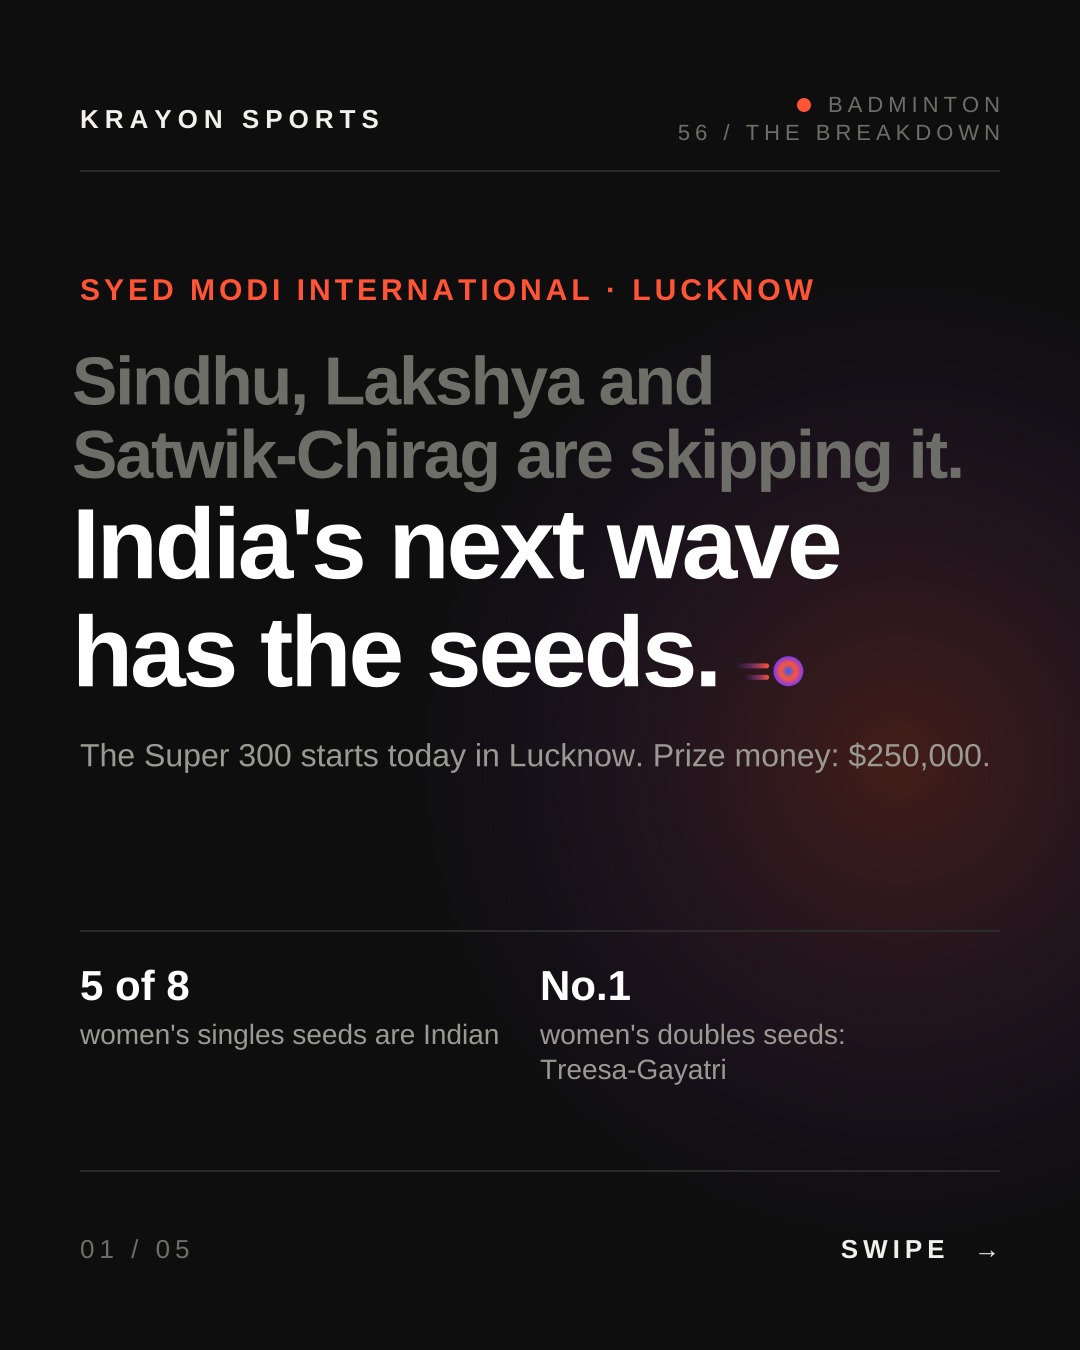 KRAYON SPORTS
BADMINTON
56 / THE BREAKDOWN
SYED MODI INTERNATIONAL · LUCKNOW
Sindhu, Lakshya and
Satwik-Chirag are skipping it.
India's next wave
has the seeds.
The Super 300 starts today in Lucknow. Prize money: $250,000.
5 of 8
women's singles seeds are Indian
No.1
women's doubles seeds:
Treesa-Gayatri
01 / 05
SWIPE →